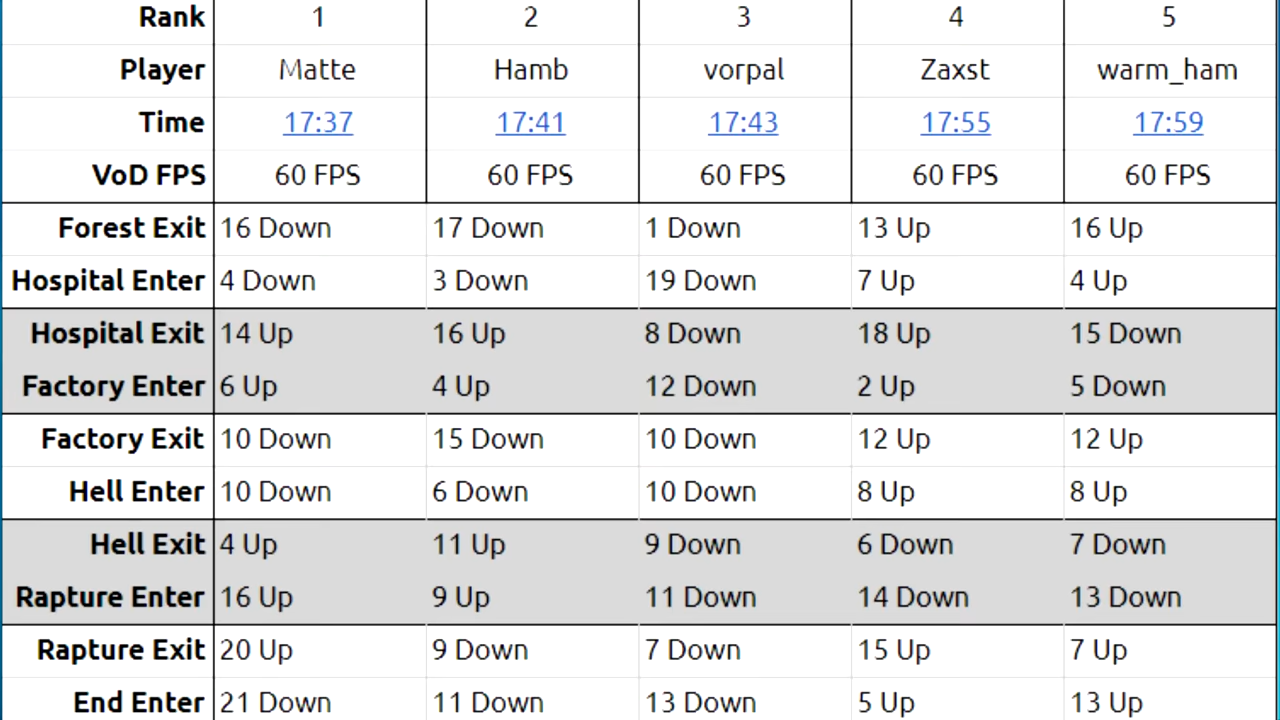 Rank 1 2 3 4 5
Player Matte Hamb vorpal Zaxst warm_ham
Time 17:37 17:41 17:43 17:55 17:59
VoD FPS 60 FPS 60 FPS 60 FPS 60 FPS 60 FPS
Forest Exit 16 Down 17 Down 1 Down 13 Up 16 Up
Hospital Enter 4 Down 3 Down 19 Down 7 Up 4 Up
Hospital Exit 14 Up 16 Up 8 Down 18 Up 15 Down
Factory Enter 6 Up 4 Up 12 Down 2 Up 5 Down
Factory Exit 10 Down 15 Down 10 Down 12 Up 12 Up
Hell Enter 10 Down 6 Down 10 Down 8 Up 8 Up
Hell Exit 4 Up 11 Up 9 Down 6 Down 7 Down
Rapture Enter 16 Up 9 Up 11 Down 14 Down 13 Down
Rapture Exit 20 Up 9 Down 7 Down 15 Up 7 Up
End Enter 21 Down 11 Down 13 Down 5 Up 13 Up